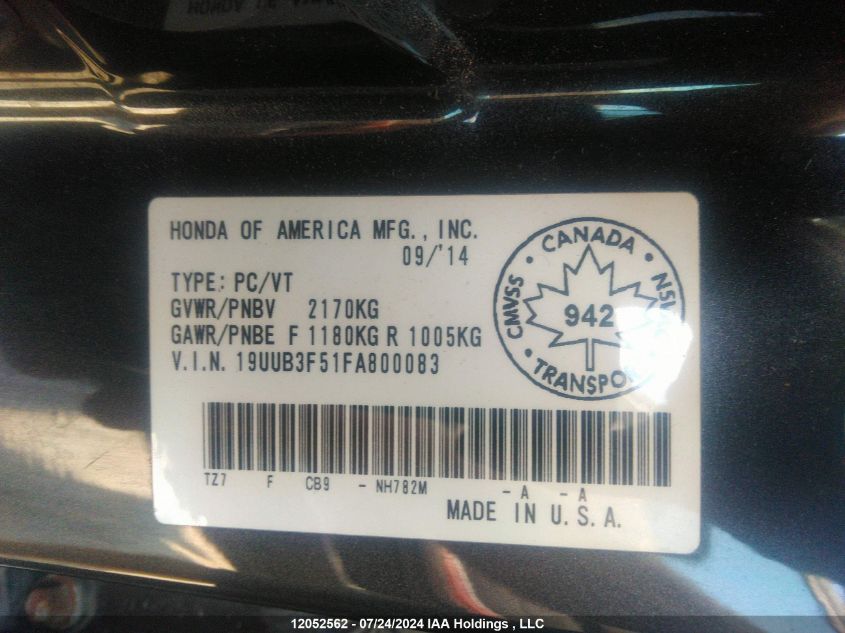 HONDA OF AMERICA MFG., INC.
09/'14
TYPE: PC/VT
GVWR/PNBV 2170KG
GAWR/PNBE F 1180KG R 1005KG
V.I.N. 19UUB3F51FA800083
• CANADA •
CMVSS
942
TZ7 F CB9 - NH782M - A - A
MADE IN U.S.A.
12052562 - 07/24/2024 IAA Holdings , LLC